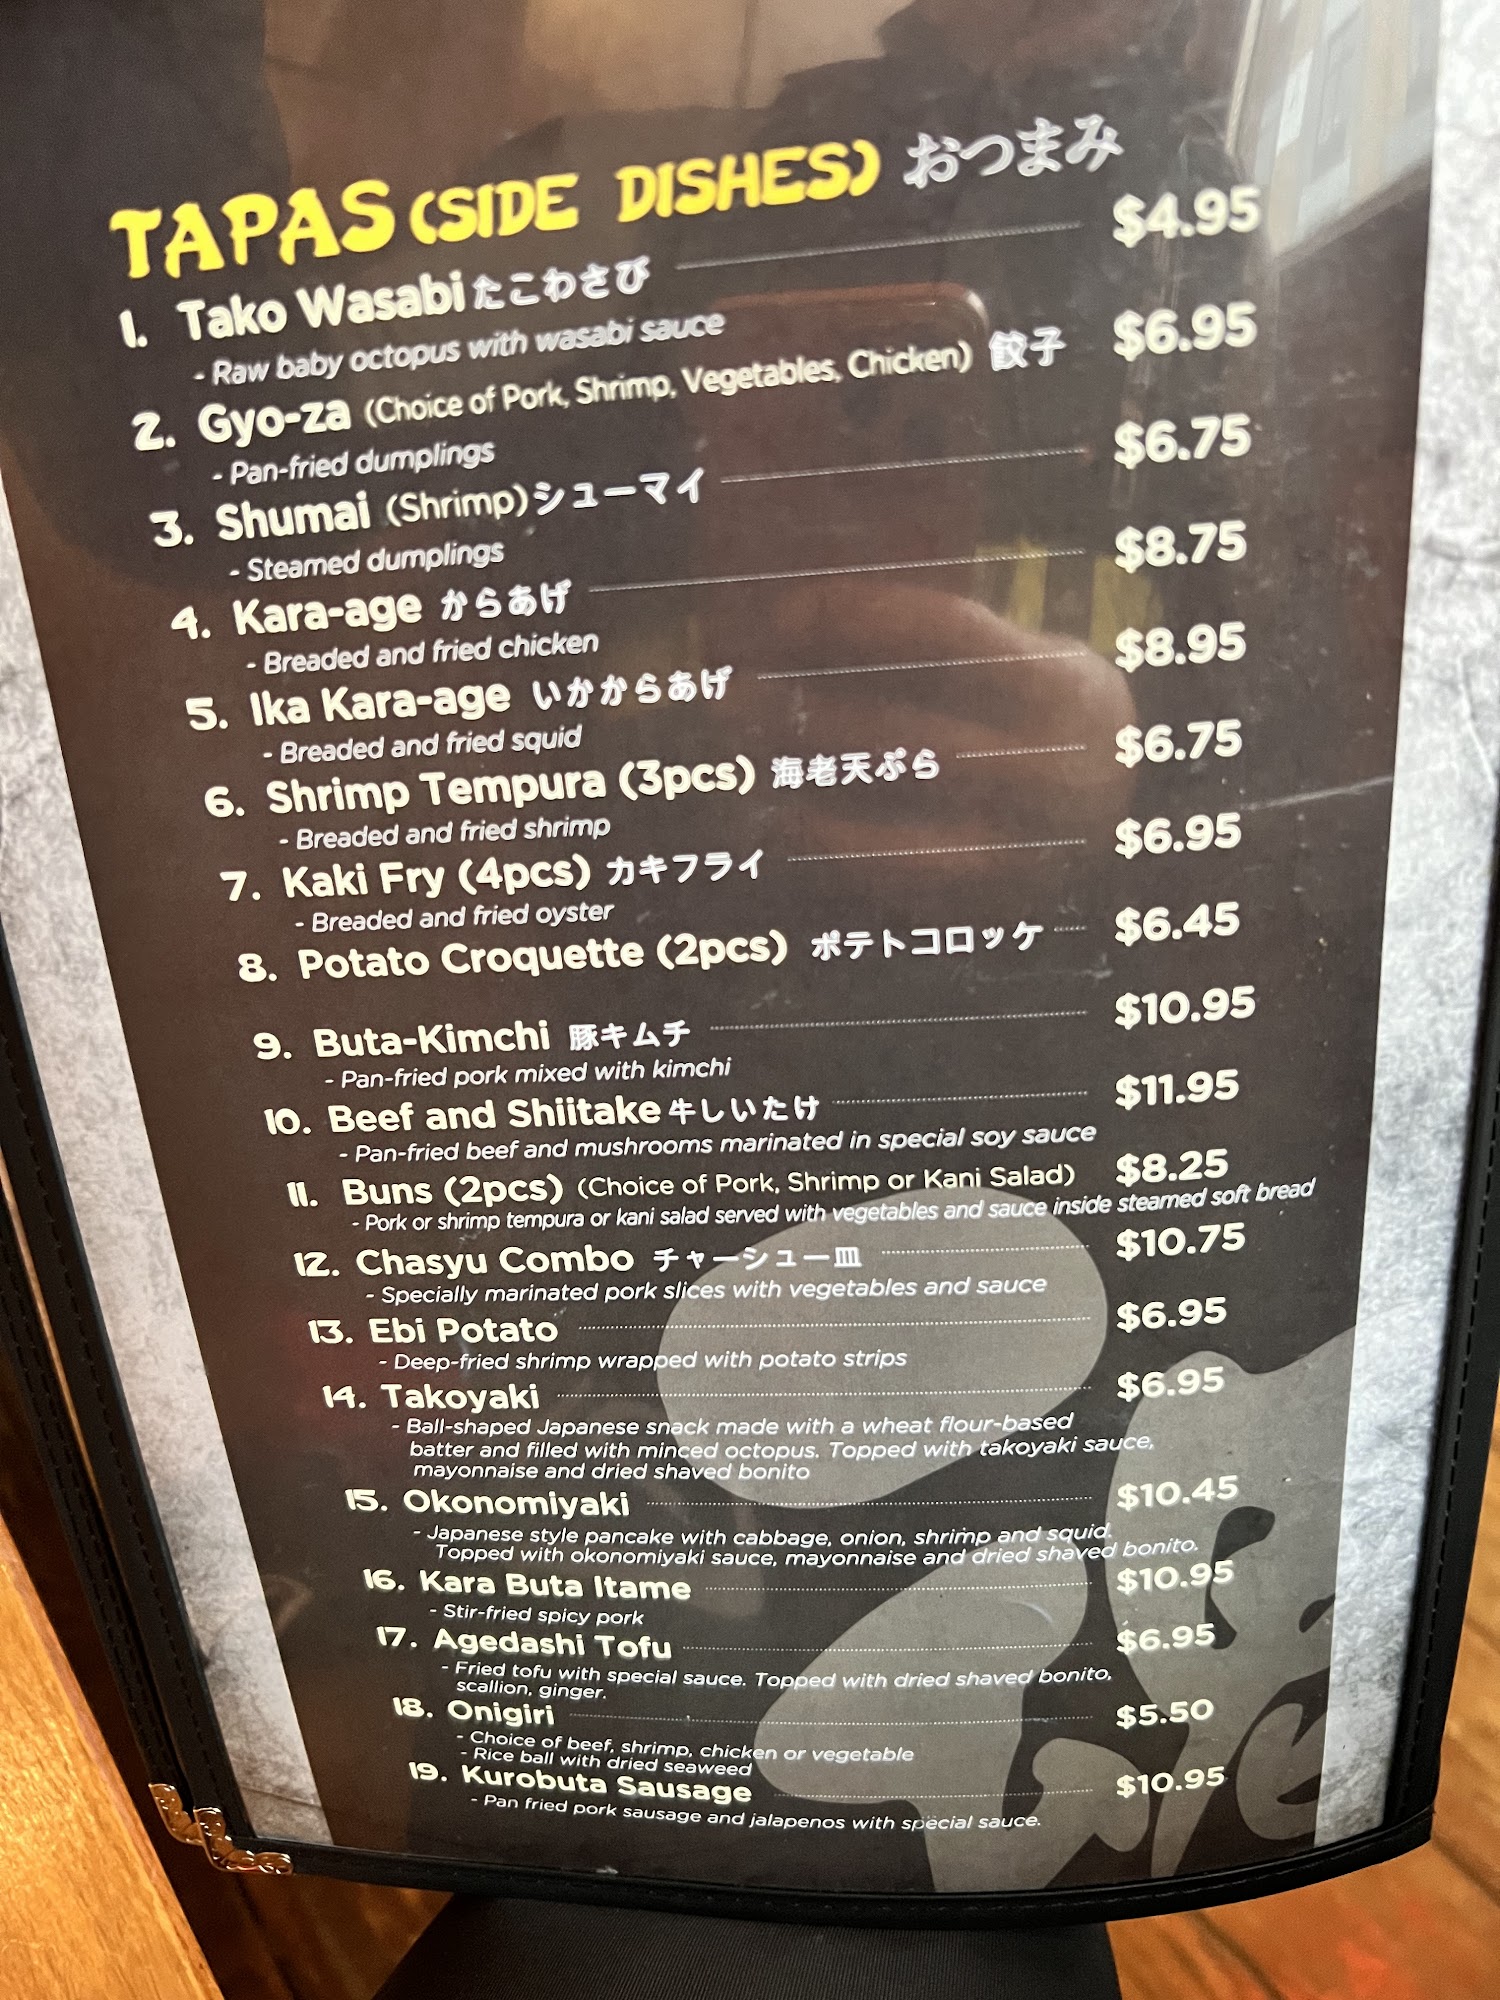 TAPAS (SIDE DISHES) おつまみ
1. Tako Wasabi たこわさび $4.95
- Raw baby octopus with wasabi sauce
2. Gyo-za (Choice of Pork, Shrimp, Vegetables, Chicken) 餃子 $6.95
- Pan-fried dumplings
3. Shumai (Shrimp) シューマイ $6.75
- Steamed dumplings
4. Kara-age からあげ $8.75
- Breaded and fried chicken
5. Ika Kara-age いかからあげ $8.95
- Breaded and fried squid
6. Shrimp Tempura (3pcs) 海老天ぷら $6.75
- Breaded and fried shrimp
7. Kaki Fry (4pcs) カキフライ $6.95
- Breaded and fried oyster
8. Potato Croquette (2pcs) ポテトコロッケ $6.45
9. Buta-Kimchi 豚キムチ $10.95
- Pan-fried pork mixed with kimchi
10. Beef and Shiitake 牛しいたけ $11.95
- Pan-fried beef and mushrooms marinated in special soy sauce
11. Buns (2pcs) (Choice of Pork, Shrimp or Kani Salad) $8.25
- Pork or shrimp tempura or kani salad served with vegetables and sauce inside steamed soft bread
12. Chasyu Combo チャーシュー皿 $10.75
- Specially marinated pork slices with vegetables and sauce
13. Ebi Potato $6.95
- Deep-fried shrimp wrapped with potato strips
14. Takoyaki $6.95
- Ball-shaped Japanese snack made with a wheat flour-based
batter and filled with minced octopus. Topped with takoyaki sauce,
mayonnaise and dried shaved bonito
15. Okonomiyaki $10.45
- Japanese style pancake with cabbage, onion, shrimp and squid.
Topped with okonomiyaki sauce, mayonnaise and dried shaved bonito.
16. Kara Buta Itame $10.95
- Stir-fried spicy pork
17. Agedashi Tofu $6.95
- Fried tofu with special sauce. Topped with dried shaved bonito,
scallion, ginger.
18. Onigiri $5.50
- Choice of beef, shrimp, chicken or vegetable
- Rice ball with dried seaweed
19. Kurobuta Sausage $10.95
- Pan fried pork sausage and jalapenos with special sauce.